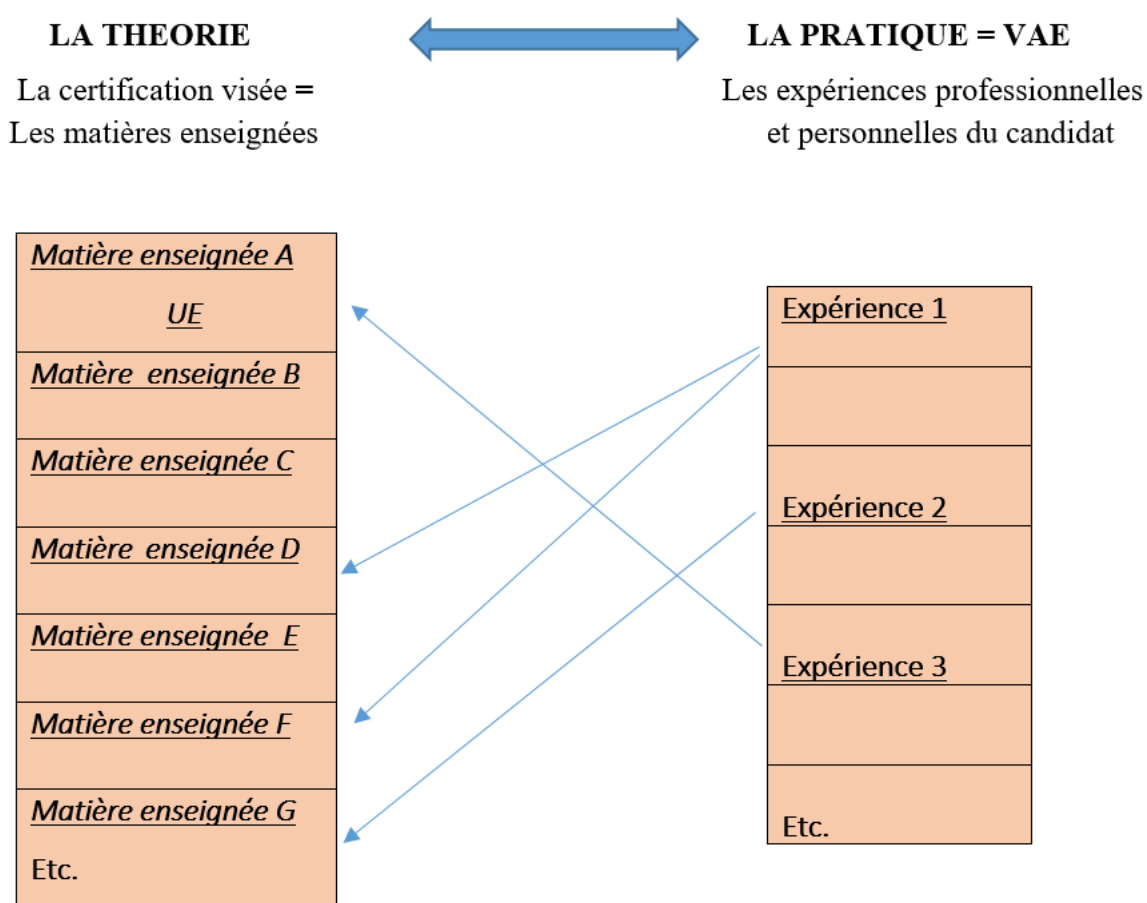 LA THEORIE
La certification visée =
Les matières enseignées
LA PRATIQUE = VAE
Les expériences professionnelles
et personnelles du candidat
Matière enseignée A
UE
Matière enseignée B
Matière enseignée C
Matière enseignée D
Matière enseignée E
Matière enseignée F
Matière enseignée G
Etc.
Expérience 1
Expérience 2
Expérience 3
Etc.